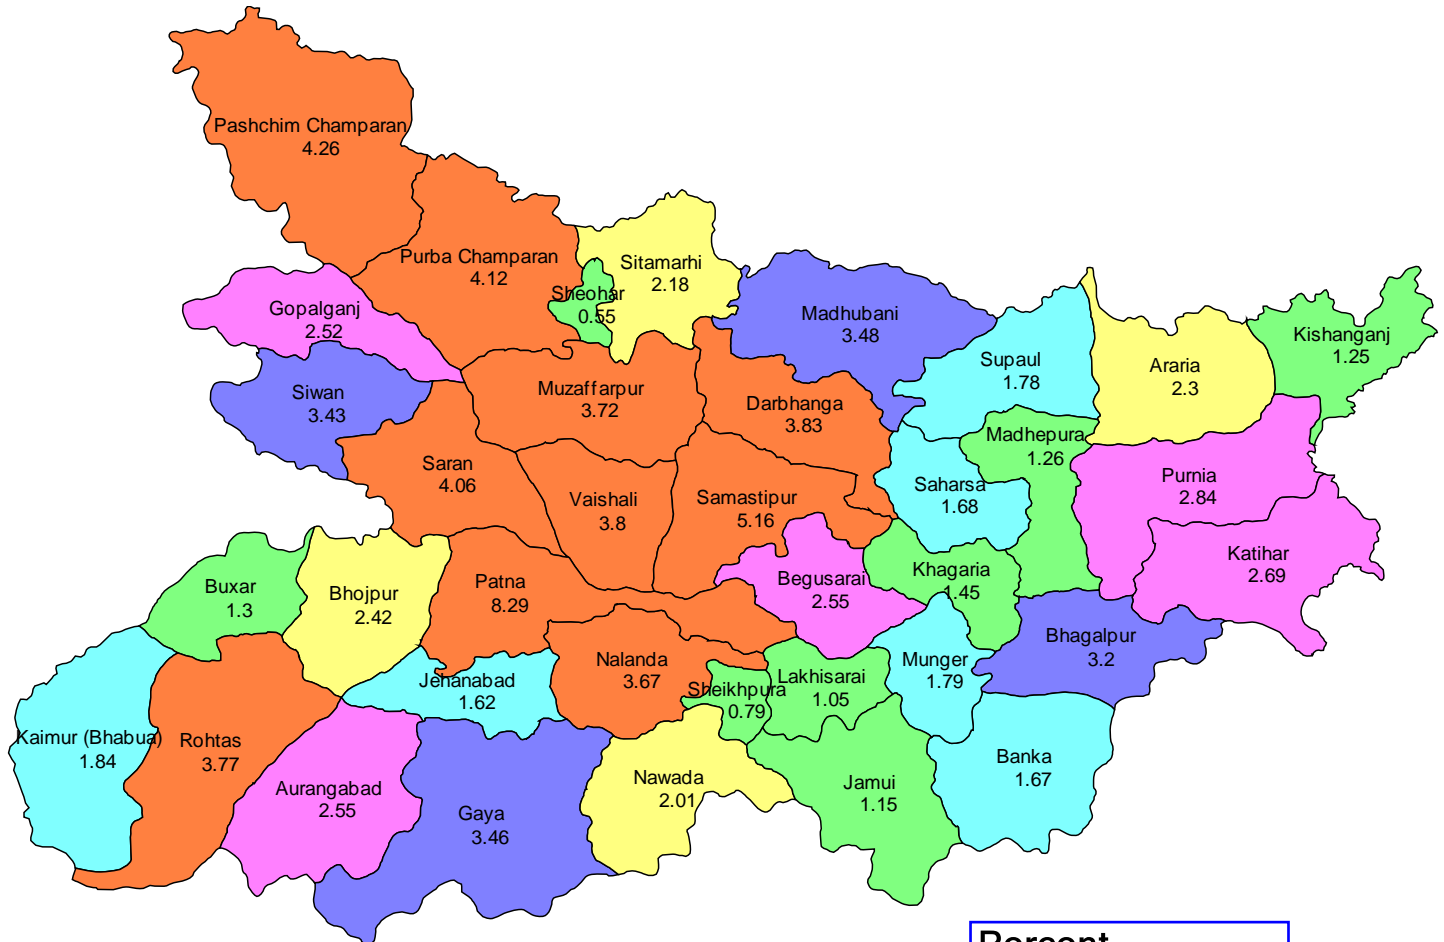 Pashchim Champaran
4.26
Purba Champaran
4.12
Sitamarhi
2.18
Sheohar
0.55
Gopalganj
2.52
Madhubani
3.48
Kishanganj
1.25
Supaul
1.78
Araria
2.3
Siwan
3.43
Muzaffarpur
3.72
Darbhanga
3.83
Madhepura
1.26
Saran
4.06
Vaishali
3.8
Samastipur
5.16
Saharsa
1.68
Purnia
2.84
Katihar
2.69
Buxar
1.3
Bhojpur
2.42
Patna
8.29
Begusarai
2.55
Khagaria
1.45
Bhagalpur
3.2
Jehanabad
1.62
Nalanda
3.67
Sheikhpura
0.79
Lakhisarai
1.05
Munger
1.79
Kaimur (Bhabua)
1.84
Rohtas
3.77
Aurangabad
2.55
Gaya
3.46
Nawada
2.01
Jamui
1.15
Banka
1.67
Percent